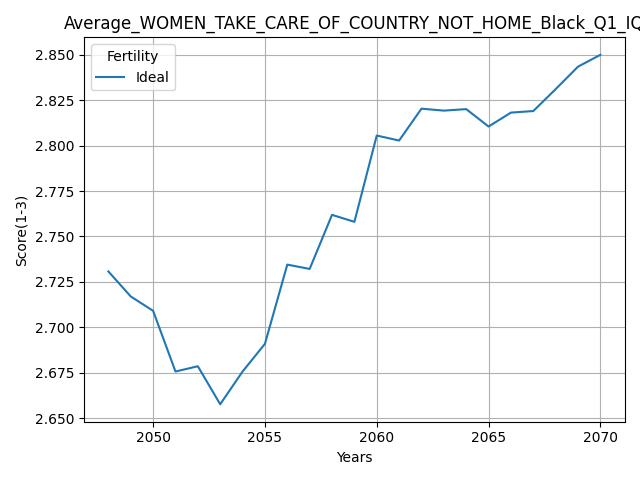 Average_WOMEN_TAKE_CARE_OF_COUNTRY_NOT_HOME_Black_Q1_IQ
Fertility
Ideal
2.850
2.825
2.800
2.775
2.750
2.725
2.700
2.675
2.650
Score(1-3)
2050 2055 2060 2065 2070
Years